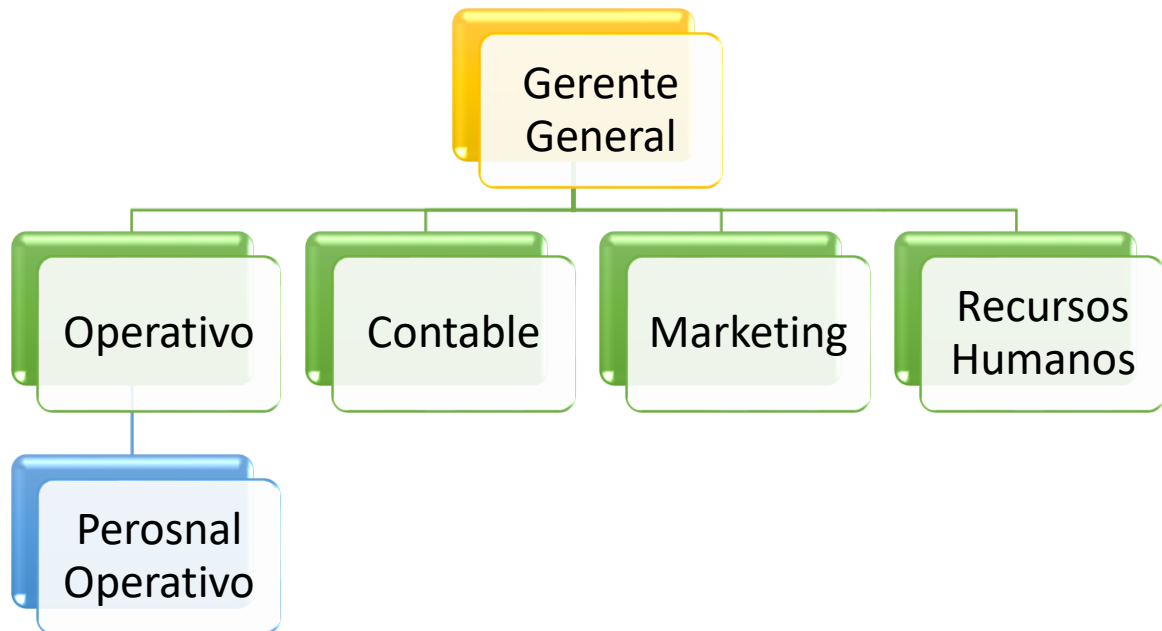 Gerente
General
Operativo
Contable
Marketing
Recursos
Humanos
Perosnal
Operativo